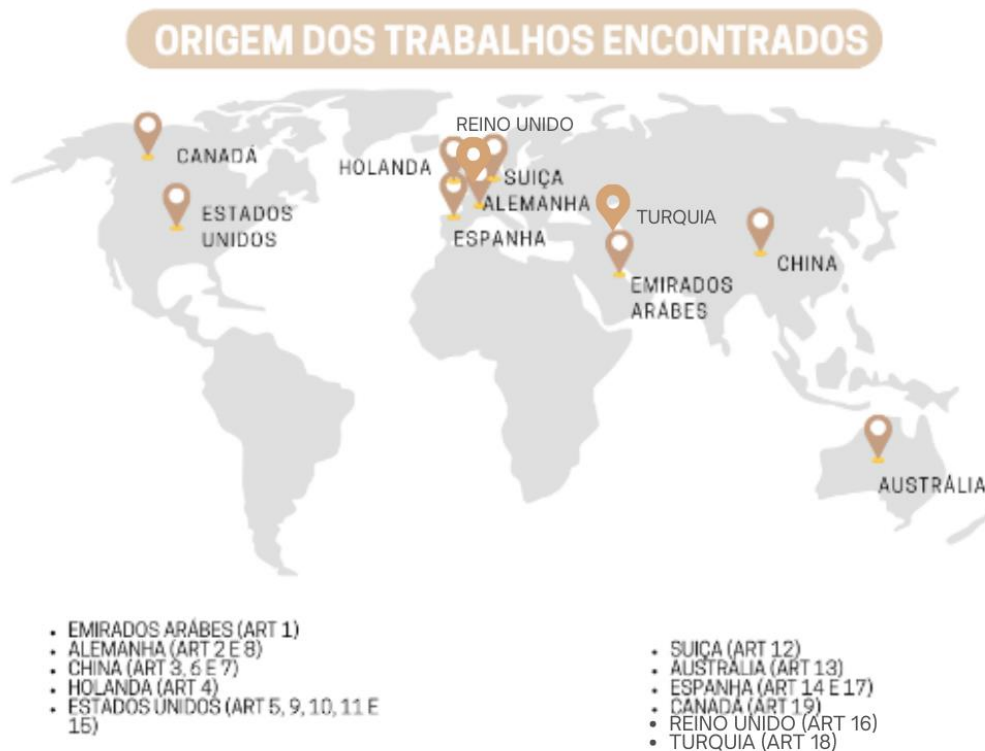 ORIGEM DOS TRABALHOS ENCONTRADOS
REINO UNIDO
CANADÁ
HOLANDA
SUIÇA
ALEMANHA
ESTADOS
UNIDOS
TURQUIA
ESPANHA
CHINA
EMIRADOS
ARÁBES
AUSTRÁLIA
• EMIRADOS ARÁBES (ART 1)
• ALEMANHA (ART 2 E 8)
• CHINA (ART 3, 6 E 7)
• HOLANDA (ART 4)
• ESTADOS UNIDOS (ART 5, 9, 10, 11 E
15)
• SUIÇA (ART 12)
• AUSTRÁLIA (ART 13)
• ESPANHA (ART 14 E 17)
• CANADÁ (ART 19)
• REINO UNIDO (ART 16)
• TURQUIA (ART 18)